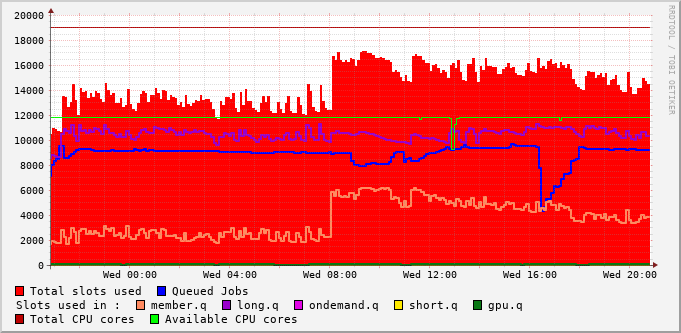 20000
18000
16000
14000
12000
10000
8000
6000
4000
2000
0
Wed 00:00 Wed 04:00 Wed 08:00 Wed 12:00 Wed 16:00 Wed 20:00
RRDTOOL / TOBI OETIKER
Total slots used Queued Jobs
Slots used in : member.q long.q ondemand.q short.q gpu.q
Total CPU cores Available CPU cores